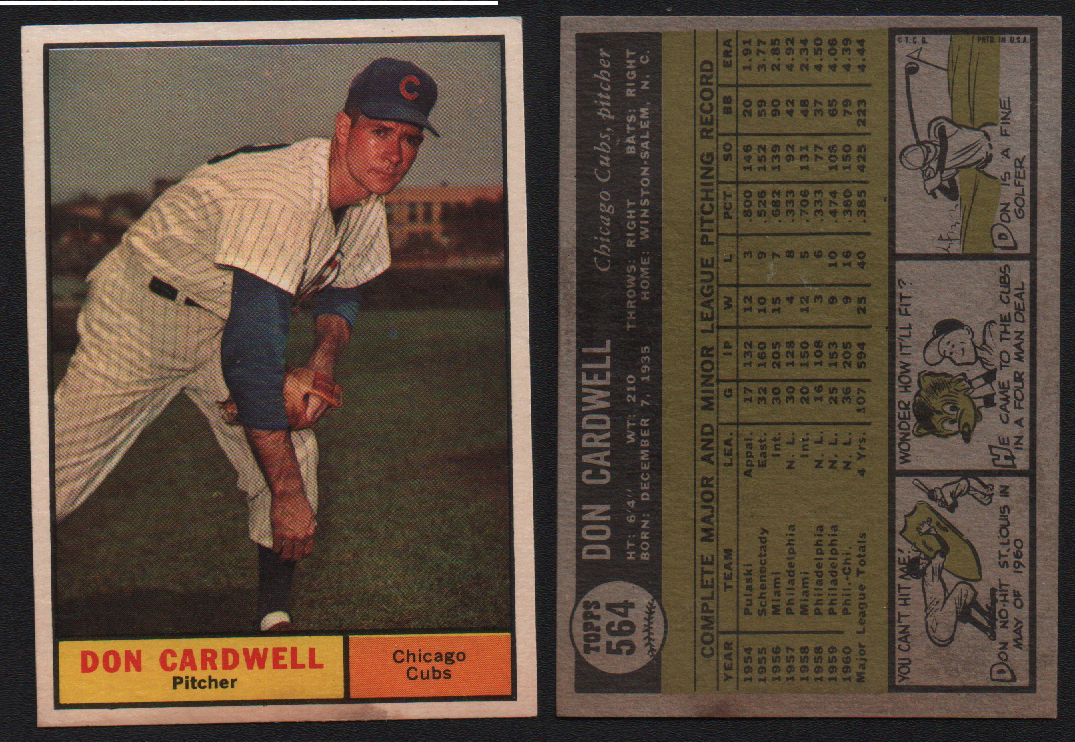 C
DON CARDWELL
Pitcher
Chicago
Cubs
TOPPS
564
DON CARDWELL Chicago Cubs, pitcher
HT: 6'4" WT: 210 THROWS: RIGHT BATS: RIGHT
BORN: DECEMBER 7, 1935 HOME: WINSTON-SALEM, N. C.
COMPLETE MAJOR AND MINOR LEAGUE PITCHING RECORD
YEAR TEAM LEA. G IP W L PCT SO BB ERA
1954 Pulaski Appal. 17 132 12 3 .800 146 20 1.91
1955 Schenectady East. 32 160 10 9 .526 152 59 3.77
1956 Miami Int. 30 205 15 7 .682 139 90 2.85
1957 Philadelphia N. L. 30 128 4 8 .333 92 42 4.92
1958 Miami Int. 20 150 12 5 .706 131 48 2.34
1958 Philadelphia N. L. 16 108 3 6 .333 77 37 4.50
1959 Philadelphia N. L. 25 153 9 10 .474 106 65 4.06
1960 Phil.-Chi. N. L. 36 205 9 16 .360 150 79 4.39
Major League Totals 4 Yrs. 107 594 25 40 .385 425 223 4.44
YOU CAN'T HIT ME!
DON NO-HIT ST. LOUIS IN
MAY OF 1960
WONDER HOW IT'LL FIT?
HE CAME TO THE CUBS
IN A FOUR MAN DEAL
DON IS A FINE
GOLFER
© T. C. G. PRTD. IN U.S.A.